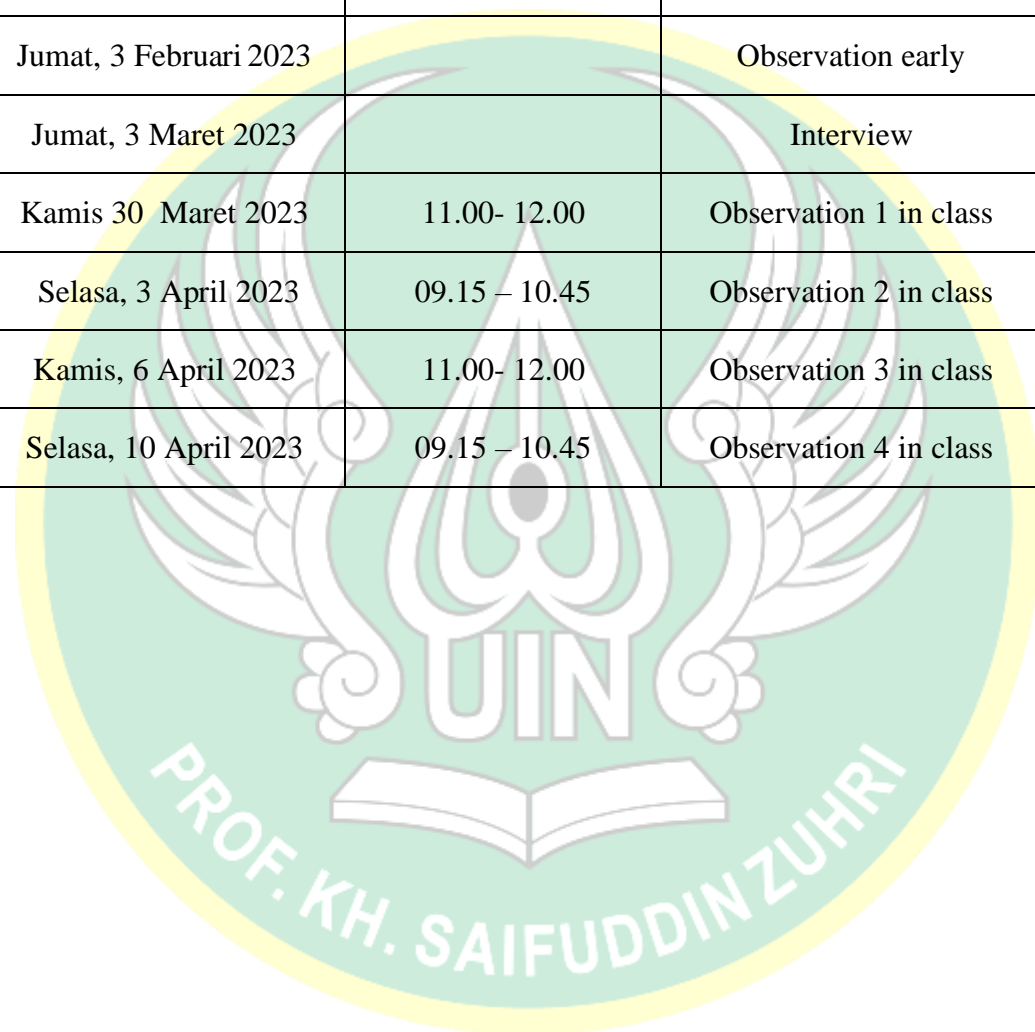 Jumat, 3 Februari 2023 Observation early
Jumat, 3 Maret 2023 Interview
Kamis 30 Maret 2023 11.00- 12.00 Observation 1 in class
Selasa, 3 April 2023 09.15 – 10.45 Observation 2 in class
Kamis, 6 April 2023 11.00- 12.00 Observation 3 in class
Selasa, 10 April 2023 09.15 – 10.45 Observation 4 in class
UIN
PROF. KH. SAIFUDDIN ZUHRI